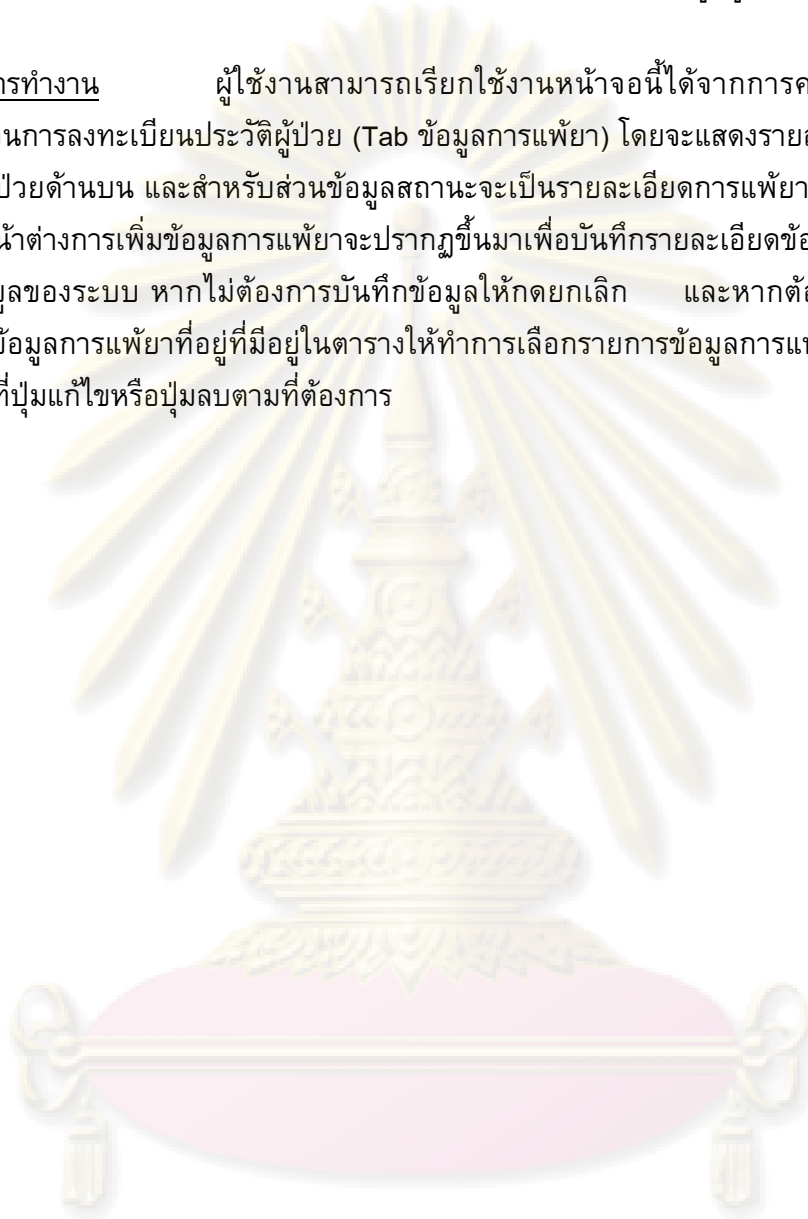 ารทำงาน ผู้ใช้งานสามารถเรียกใช้งานหน้าจอนี้ได้จากการค
วนการลงทะเบียนประวัติผู้ป่วย (Tab ข้อมูลการแพ้ยา) โดยจะแสดงรายล
ป่วยด้านบน และสำหรับส่วนข้อมูลสถานะจะเป็นรายละเอียดการแพ้ยา
น้าต่างการเพิ่มข้อมูลการแพ้ยาจะปรากฏขึ้นมาเพื่อบันทึกรายละเอียดข้อ
มูลของระบบ หากไม่ต้องการบันทึกข้อมูลให้กดยกเลิก และหากต้อ
ข้อมูลการแพ้ยาที่อยู่ที่มีอยู่ในตารางให้ทำการเลือกรายการข้อมูลการแพ
ที่ปุ่มแก้ไขหรือปุ่มลบตามที่ต้องการ